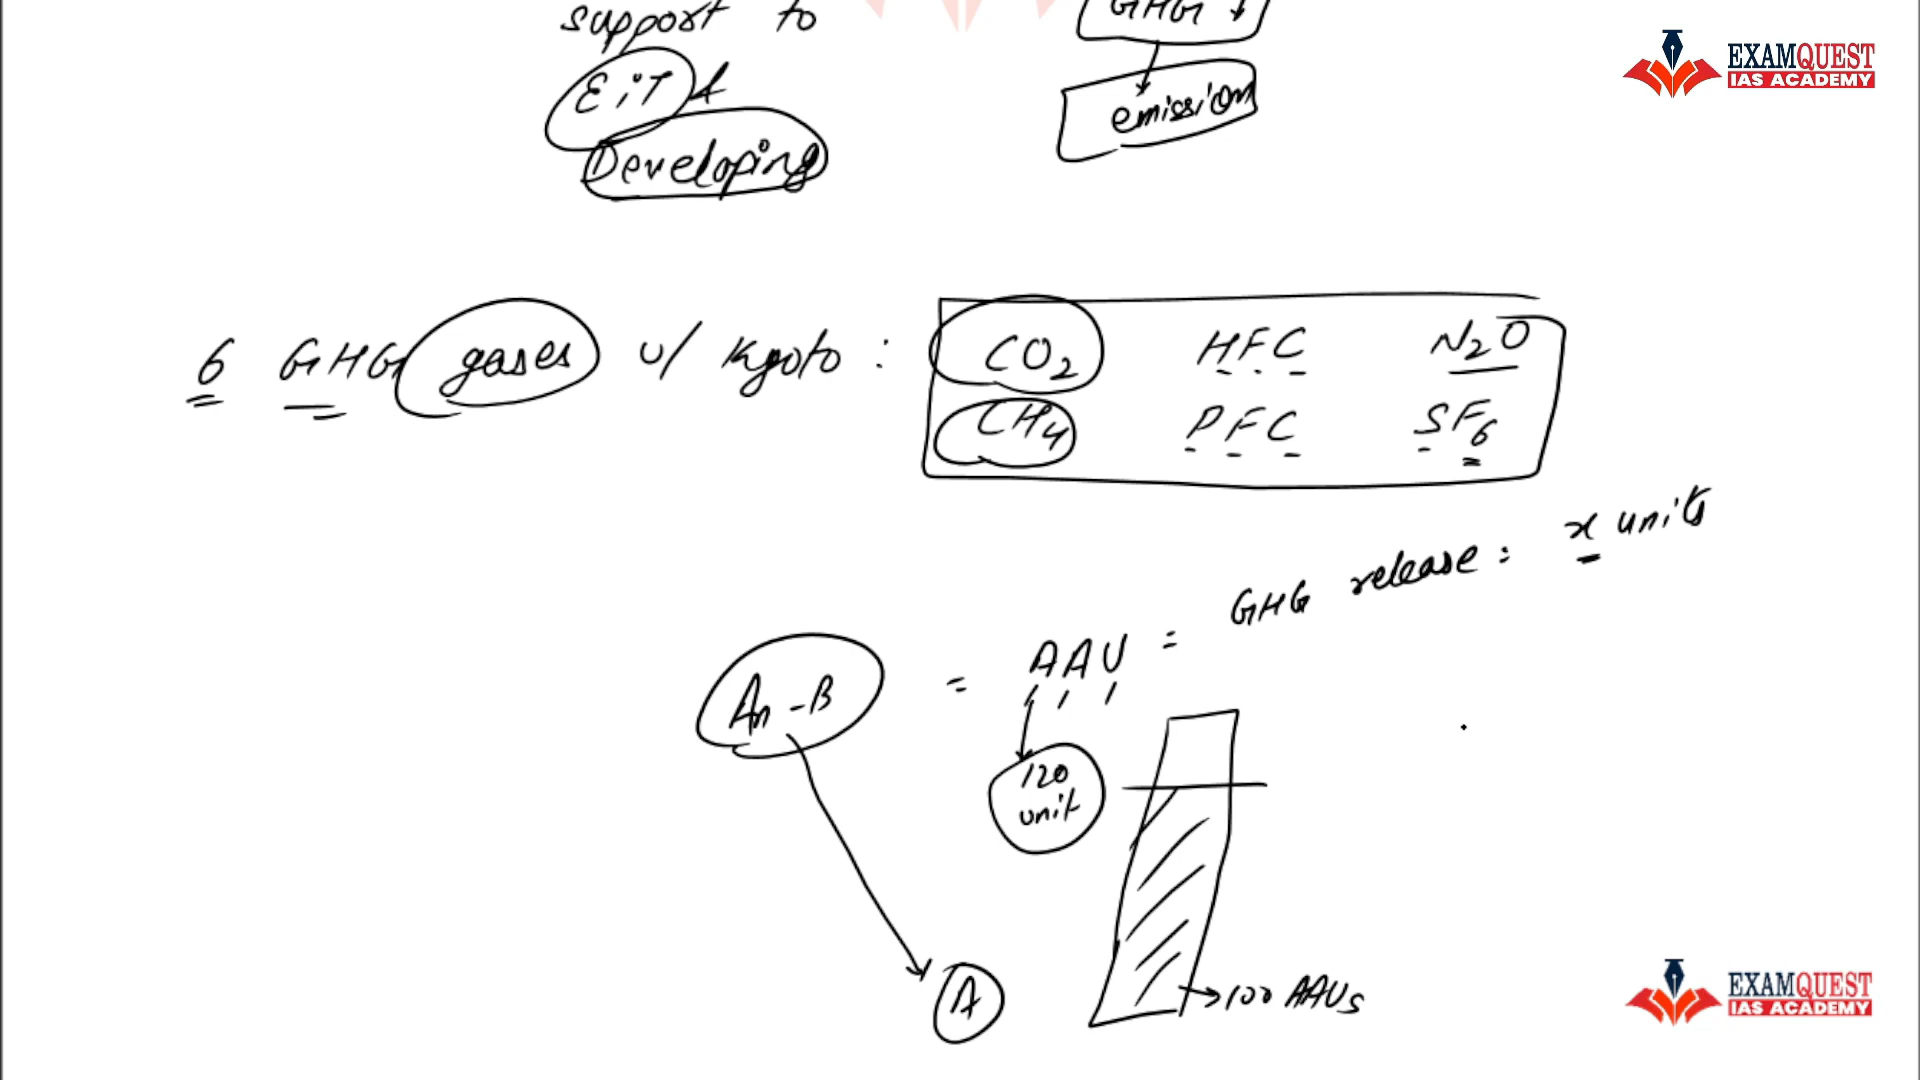 support to
GHG ↓
EiT &
emission
Developing
EXAMQUEST
IAS ACADEMY
6 GHG gases u/ Kyoto :
CO2 HFC N2O
CH4 PFC SF6
GHG release : x units
An-B = AAU =
120
unit
A
→100 AAUs
EXAMQUEST
IAS ACADEMY